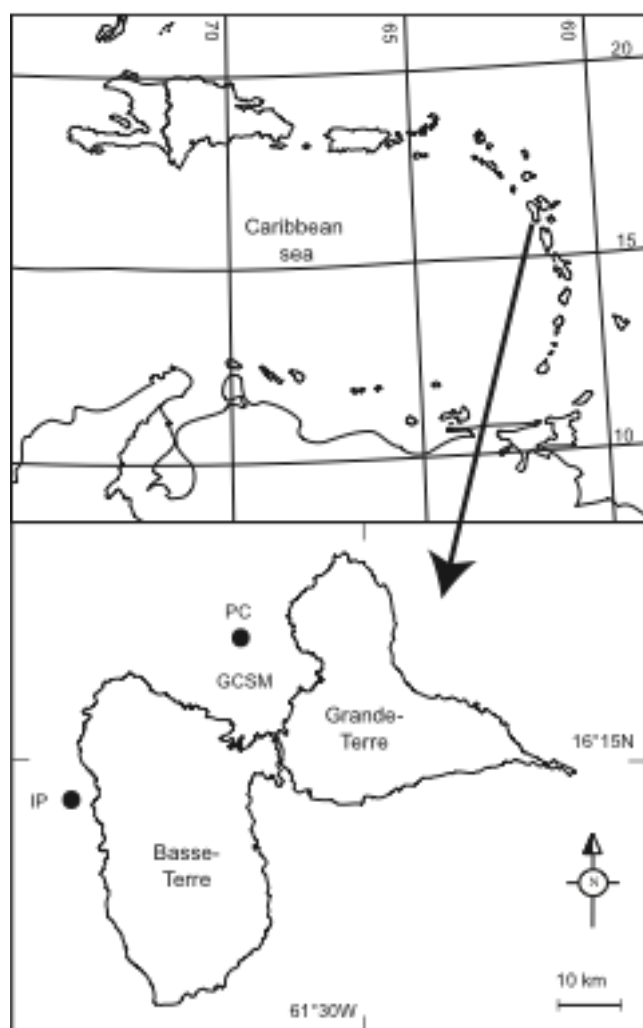 70
65
60
20
Caribbean
sea
15
10
PC
GCSM
Grande-
Terre
16°15N
IP
Basse-
Terre
N
10 km
61°30W